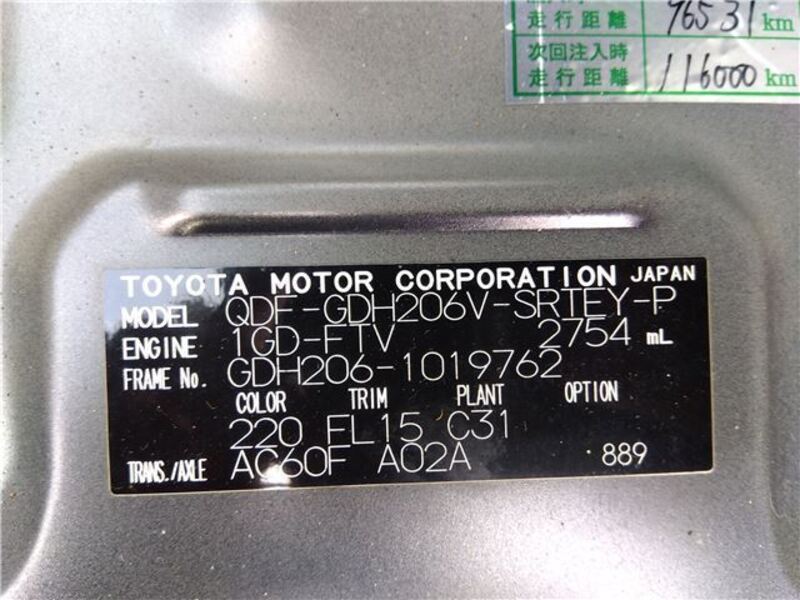 走行距離 96531 km
次回注入時
走行距離 116000 km
TOYOTA MOTOR CORPORATION JAPAN
MODEL QDF-GDH206V-SRTEY-P
ENGINE 1GD-FTV 2754 mL
FRAME No. GDH206-1019762
COLOR TRIM PLANT OPTION
220 FL15 C31
TRANS./AXLE AC60F A02A 889